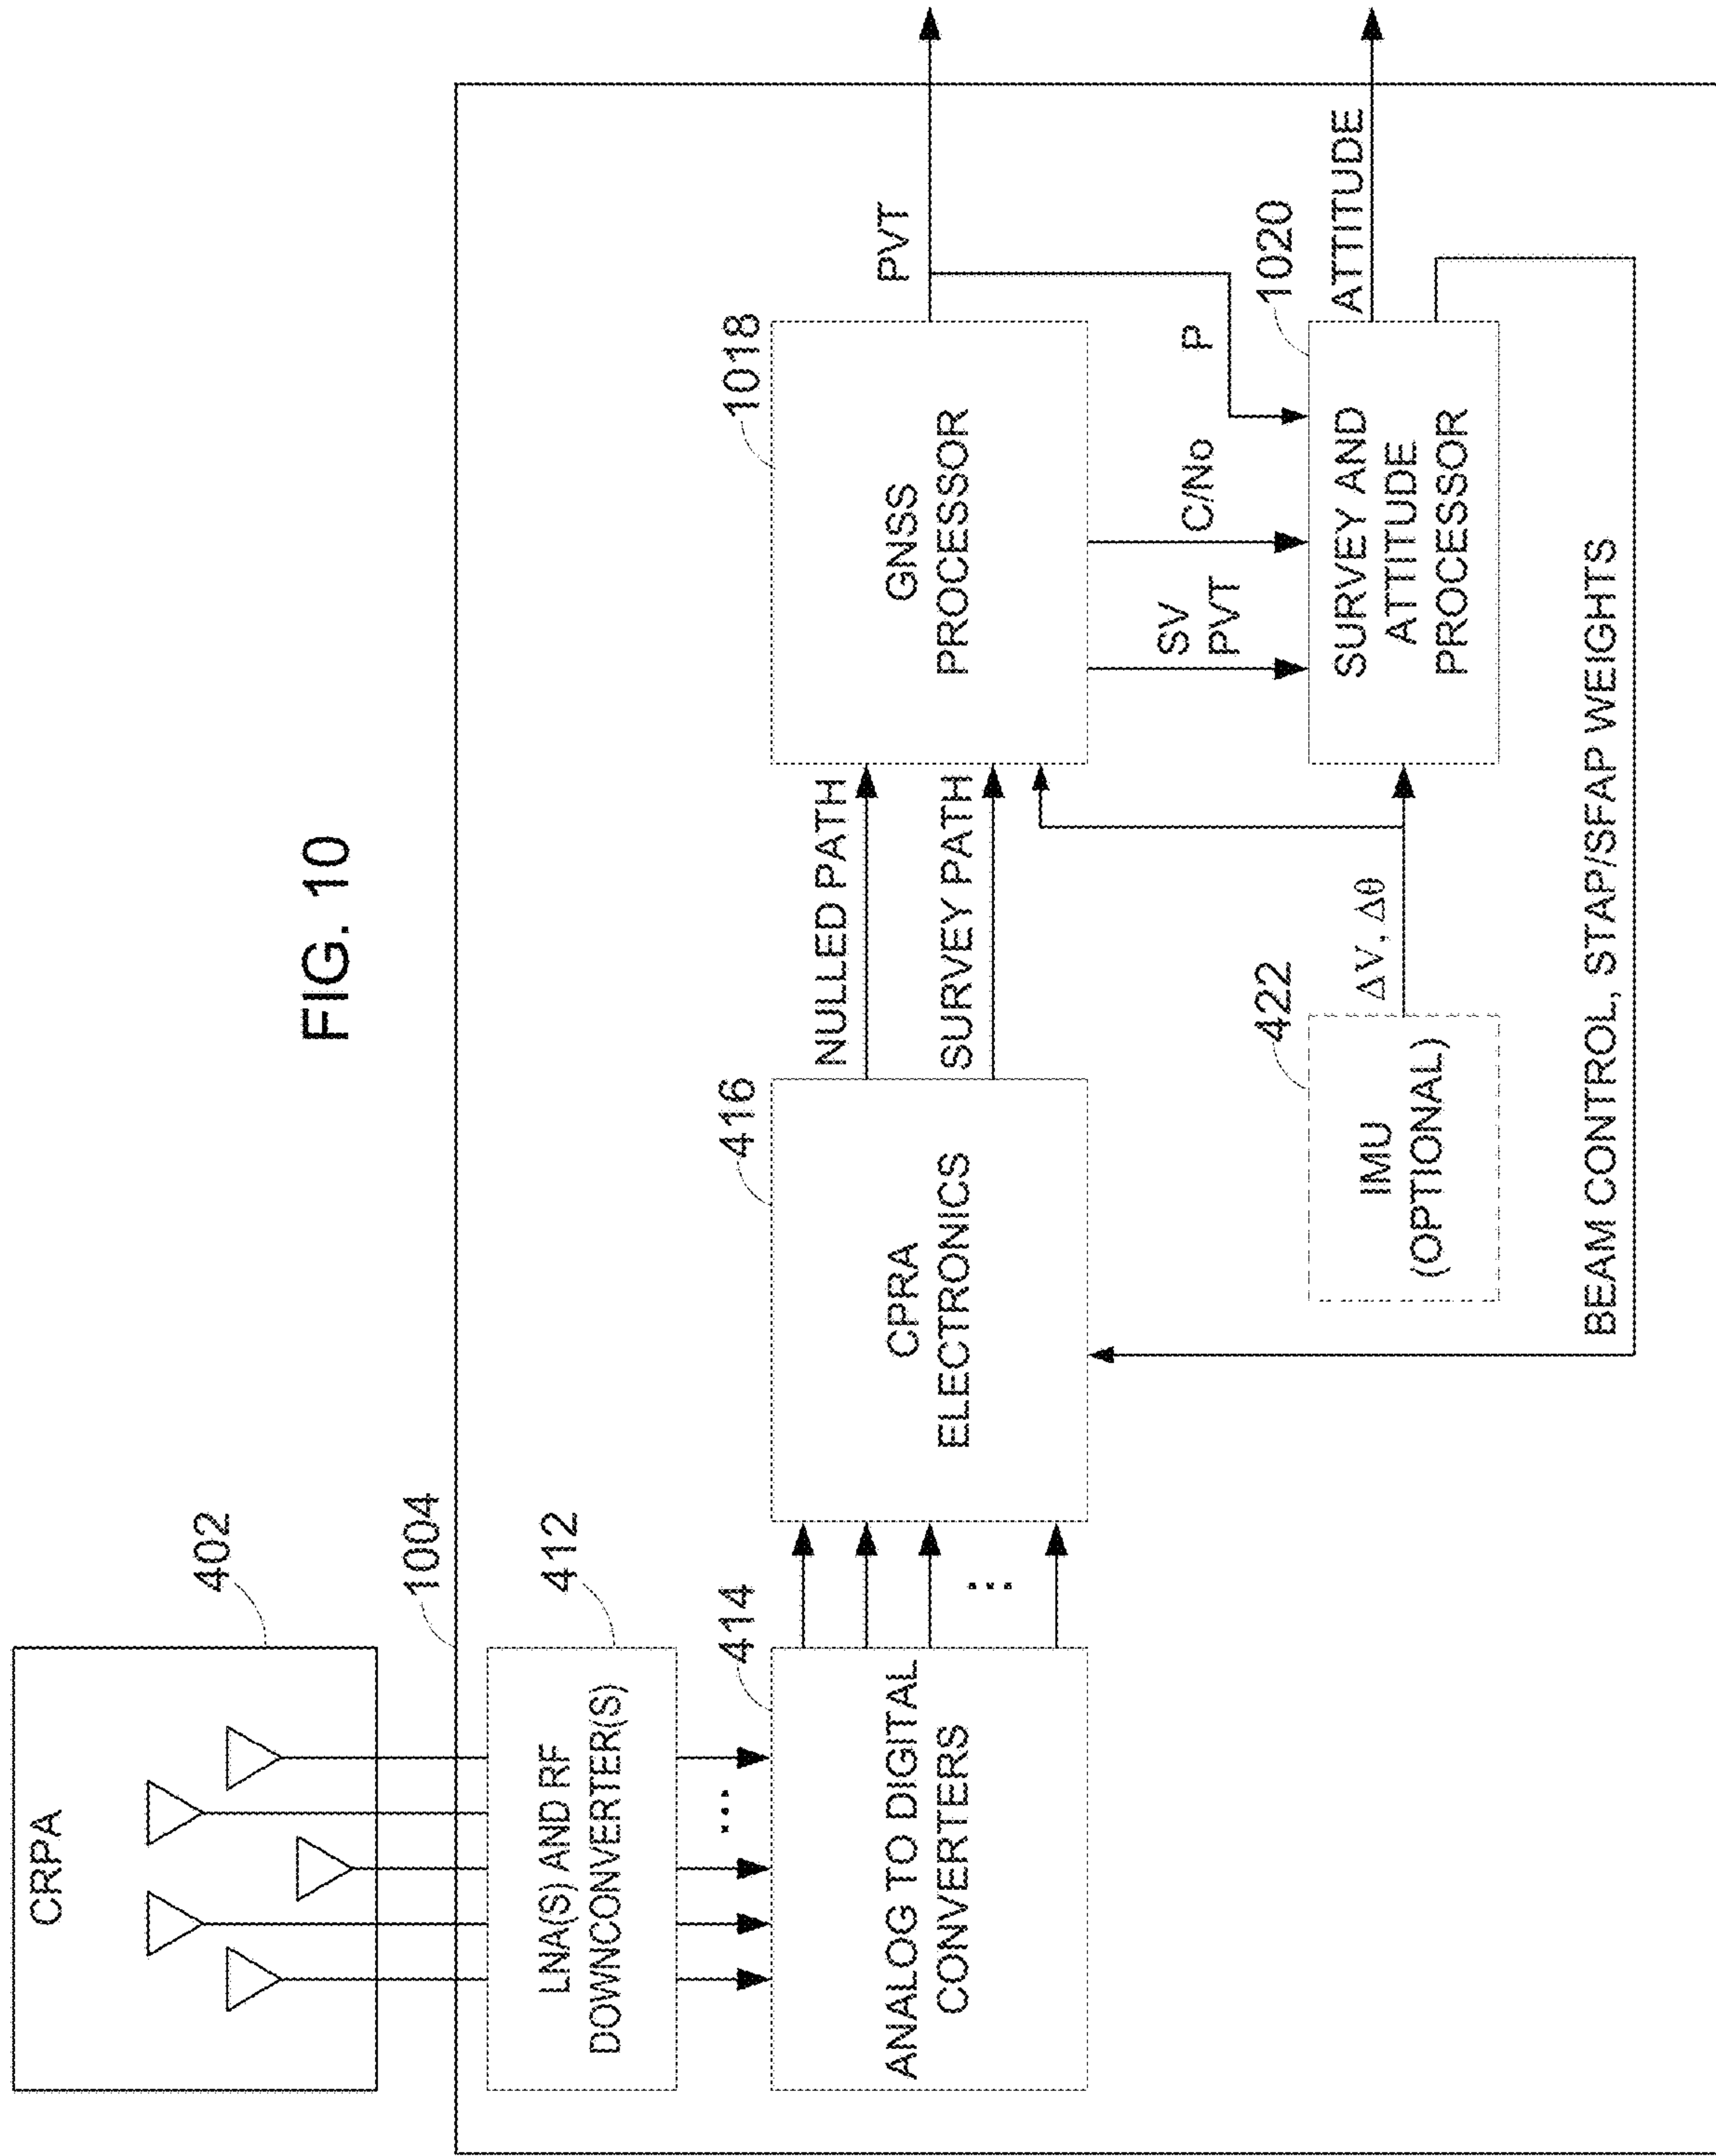 FIG. 10
CRPA
402
1004
LNA(S) AND RF
DOWNCONVERTER(S)
412
ANALOG TO DIGITAL
CONVERTERS
414
...
...
CPRA
ELECTRONICS
416
NULLED PATH
SURVEY PATH
GNSS
PROCESSOR
1018
PVT
SV
PVT
C/No
P
IMU
(OPTIONAL)
422
ΔV, Δθ
SURVEY AND
ATTITUDE
PROCESSOR
1020
ATTITUDE
BEAM CONTROL, STAP/SFAP WEIGHTS